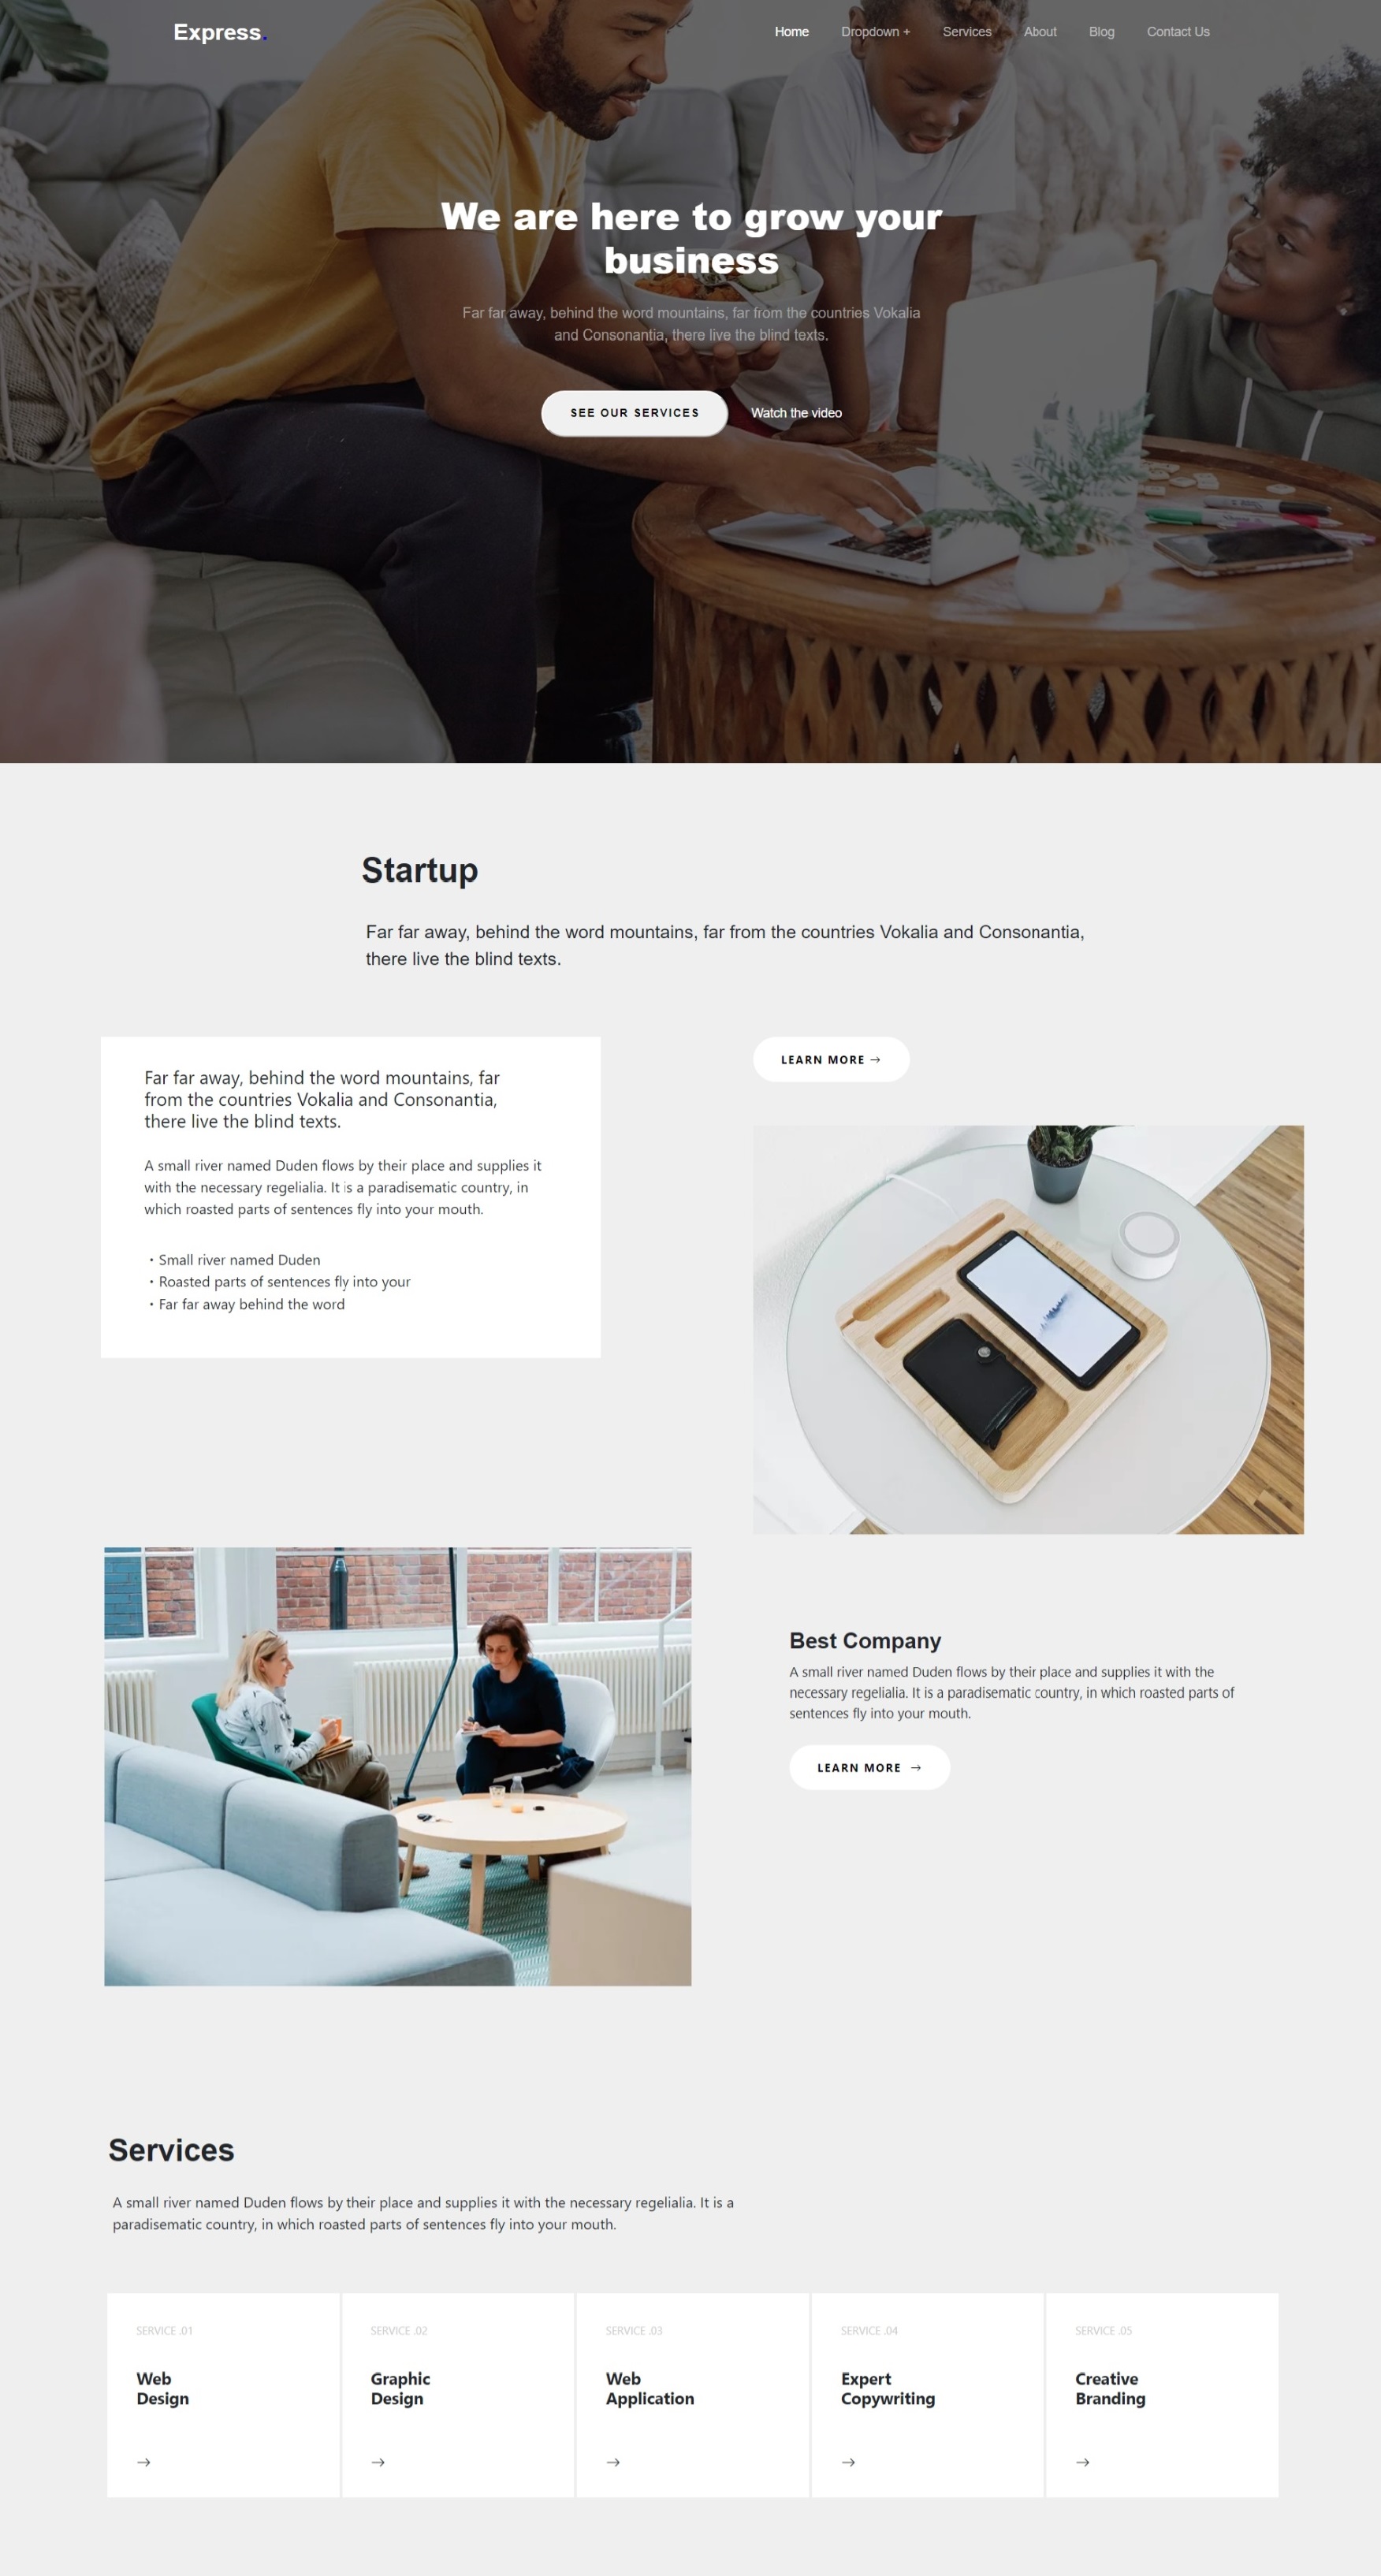 Express.
Home Dropdown + Services About Blog Contact Us
We are here to grow your
business
Far far away, behind the word mountains, far from the countries Vokalia
and Consonantia, there live the blind texts.
SEE OUR SERVICES Watch the video
Startup
Far far away, behind the word mountains, far from the countries Vokalia and Consonantia,
there live the blind texts.
Far far away, behind the word mountains, far
from the countries Vokalia and Consonantia,
there live the blind texts.
A small river named Duden flows by their place and supplies it
with the necessary regelialia. It is a paradisematic country, in
which roasted parts of sentences fly into your mouth.
• Small river named Duden
• Roasted parts of sentences fly into your
• Far far away behind the word
LEARN MORE →
Best Company
A small river named Duden flows by their place and supplies it with the
necessary regelialia. It is a paradisematic country, in which roasted parts of
sentences fly into your mouth.
LEARN MORE →
Services
A small river named Duden flows by their place and supplies it with the necessary regelialia. It is a
paradisematic country, in which roasted parts of sentences fly into your mouth.
SERVICE .01
Web
Design
→
SERVICE .02
Graphic
Design
→
SERVICE .03
Web
Application
→
SERVICE .04
Expert
Copywriting
→
SERVICE .05
Creative
Branding
→